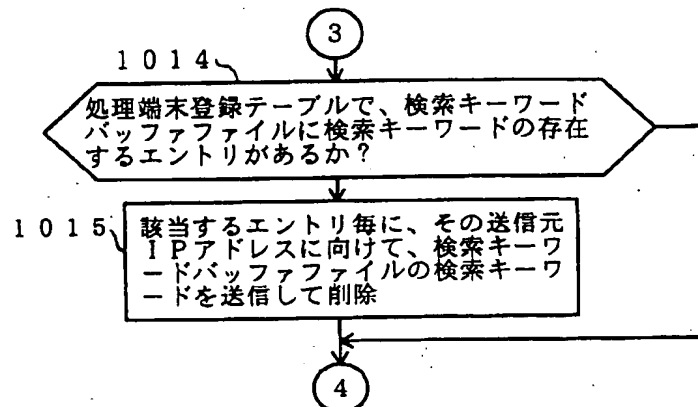 3
1014
処理端末登録テーブルで、検索キーワード
バッファファイルに検索キーワードの存在
するエントリがあるか?
1015
該当するエントリ毎に、その送信元
IPアドレスに向けて、検索キーワ
ードバッファファイルの検索キーワ
ードを送信して削除
4